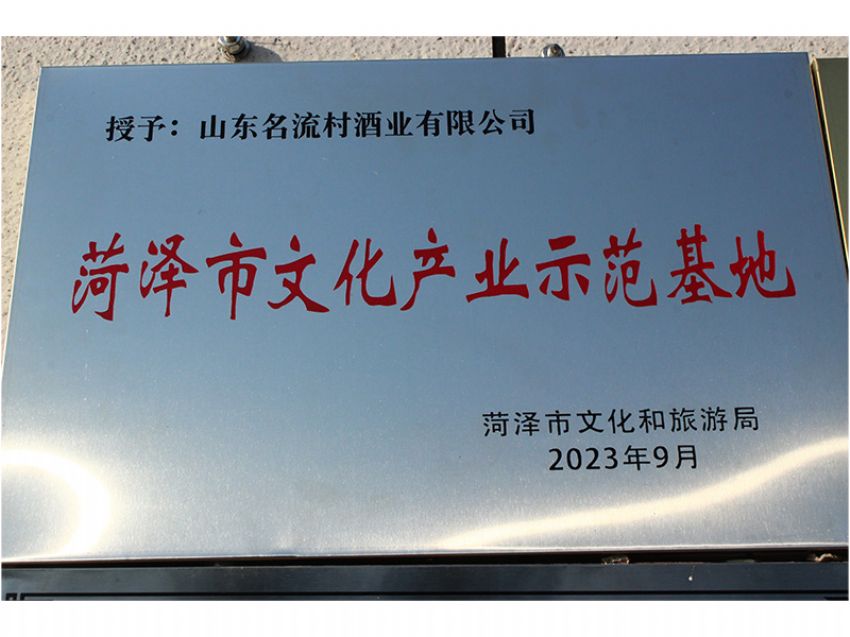 授予：山东名流村酒业有限公司
菏泽市文化产业示范基地
菏泽市文化和旅游局
2023年9月